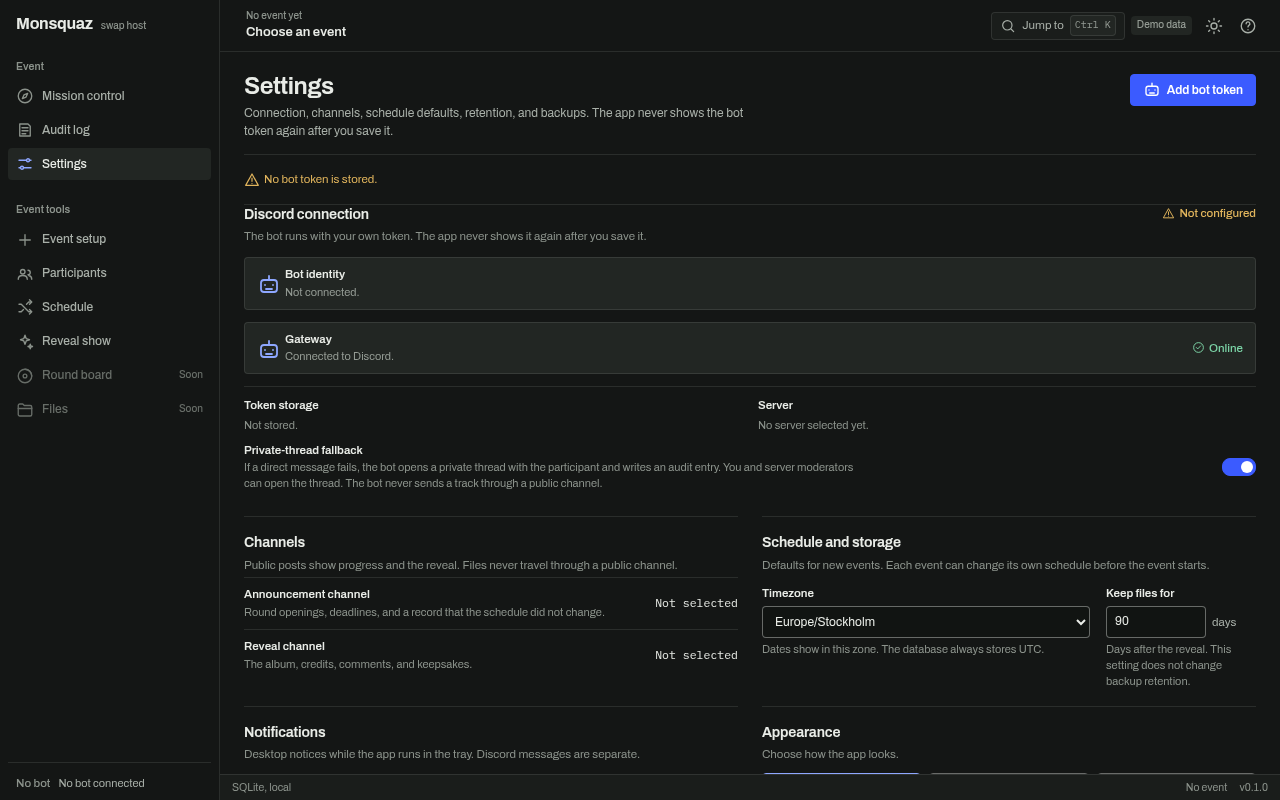 Monsquaz swap host
Event
Mission control
Audit log
Settings
Event tools
Event setup
Participants
Schedule
Reveal show
Round board Soon
Files Soon
No bot No bot connected
No event yet
Choose an event
Jump to Ctrl K
Demo data
Settings
Connection, channels, schedule defaults, retention, and backups. The app never shows the bot
token again after you save it.
Add bot token
No bot token is stored.
Discord connection
Not configured
The bot runs with your own token. The app never shows it again after you save it.
Bot identity
Not connected.
Gateway
Connected to Discord.
Online
Token storage
Not stored.
Server
No server selected yet.
Private-thread fallback
If a direct message fails, the bot opens a private thread with the participant and writes an audit entry. You and server moderators
can open the thread. The bot never sends a track through a public channel.
Channels
Public posts show progress and the reveal. Files never travel through a public channel.
Announcement channel
Round openings, deadlines, and a record that the schedule did not change.
Not selected
Reveal channel
The album, credits, comments, and keepsakes.
Not selected
Schedule and storage
Defaults for new events. Each event can change its own schedule before the event starts.
Timezone
Europe/Stockholm
Dates show in this zone. The database always stores UTC.
Keep files for
90 days
Days after the reveal. This
setting does not change
backup retention.
Notifications
Desktop notices while the app runs in the tray. Discord messages are separate.
Appearance
Choose how the app looks.
SQLite, local
No event v0.1.0